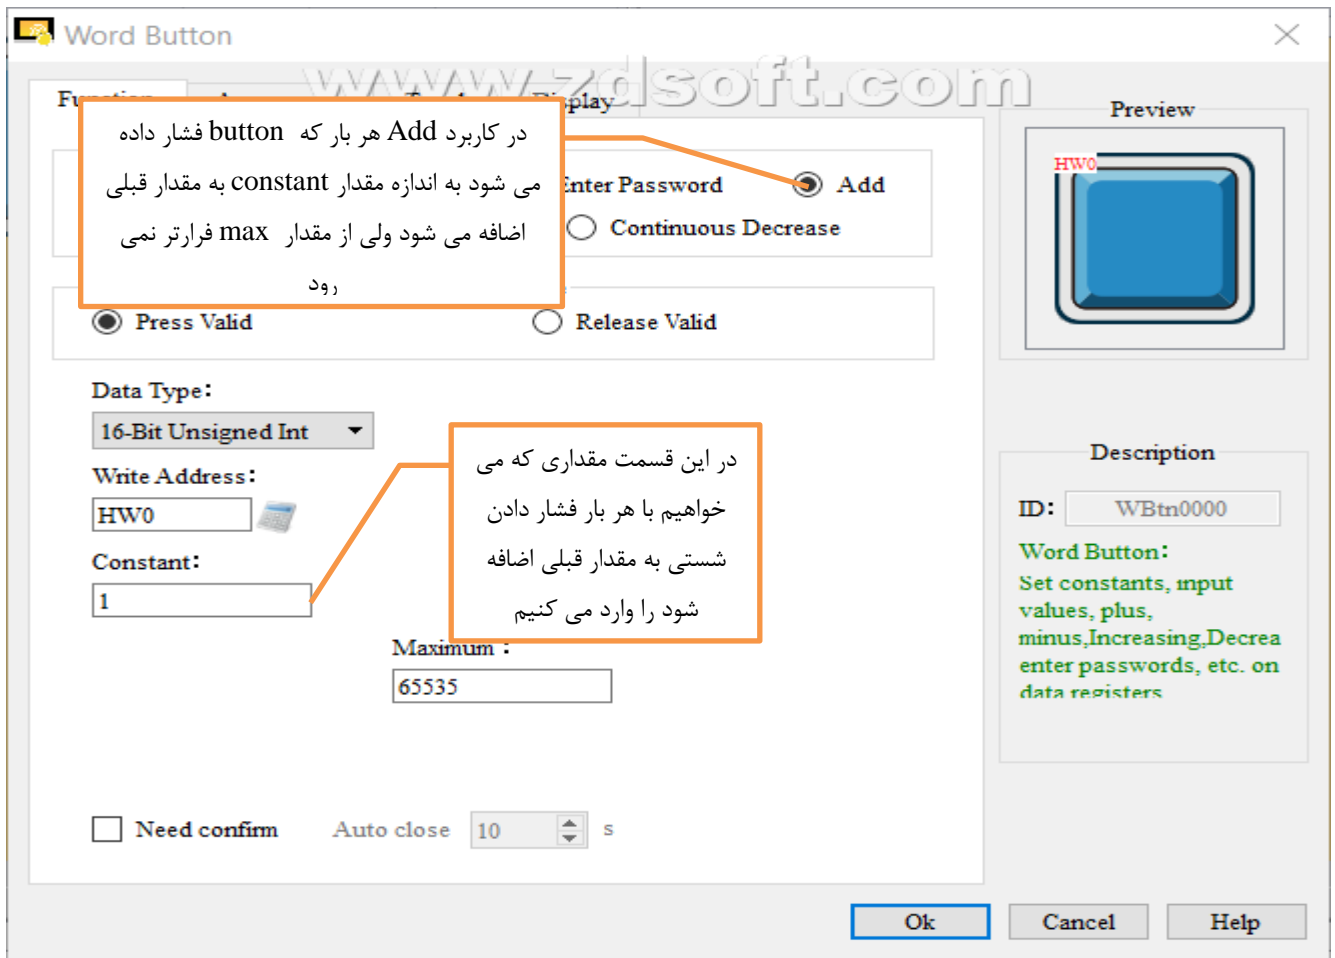 Word Button
www.zdsoft.com
Display
Preview
در کاربرد Add هر بار که button فشار داده
می شود به اندازه مقدار constant به مقدار قبلی
اضافه می شود ولی از مقدار max فرارتر نمی
رود
Enter Password
Add
Continuous Decrease
HW0
Press Valid
Release Valid
Data Type:
16-Bit Unsigned Int
Write Address:
HW0
Constant:
1
در این قسمت مقداری که می
خواهیم با هر بار فشار دادن
شستی به مقدار قبلی اضافه
شود را وارد می کنیم
Maximum :
65535
Description
ID: WBtn0000
Word Button:
Set constants, input
values, plus,
minus,Increasing,Decrea
enter passwords, etc. on
data registers
Need confirm
Auto close 10 s
Ok
Cancel
Help